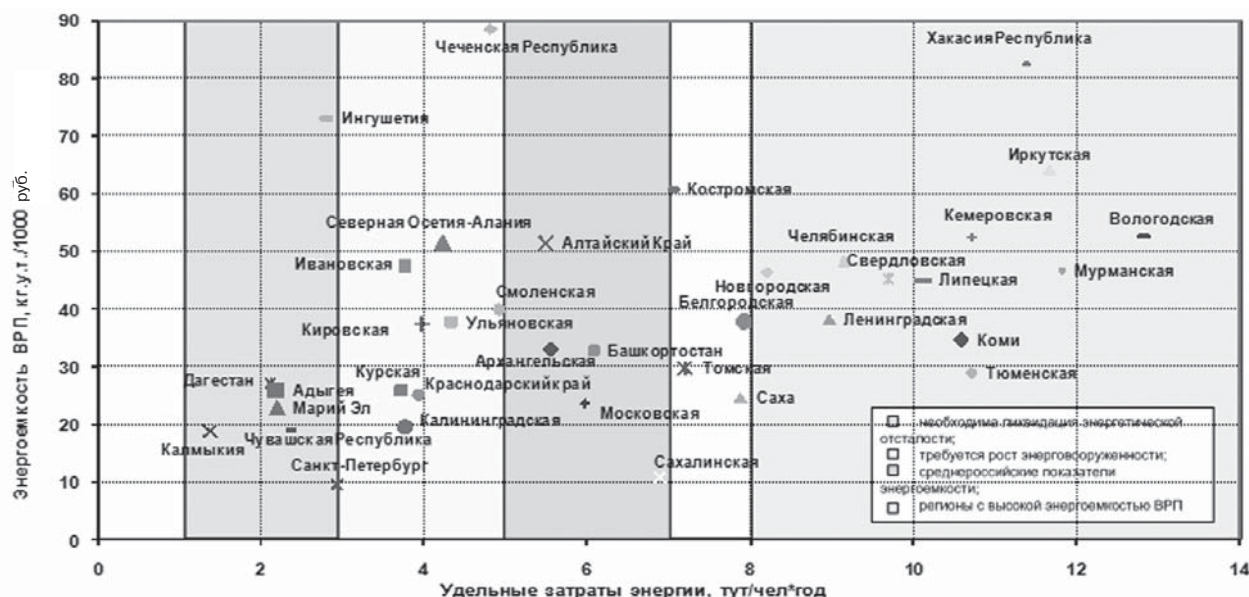 90
80
70
60
50
40
30
20
10
0
Энергоемкость ВРП, кг.у.т./1000 руб.
Чеченская Республика
Хакасия Республика
Ингушетия
Иркутская
Костромская
Северная Осетия-Алания
Алтайский Край
Кемеровская
Вологодская
Челябинская
Ивановская
Свердловская
Мурманская
Новгородская
Липецкая
Смоленская
Белгородская
Кировская
Ульяновская
Ленинградская
Коми
Архангельская
Башкортостан
Томская
Тюменская
Дагестан
Курская
Адыгея
Краснодарский край
Марий Эл
Калининградская
Московская
Саха
Калмыкия
Чувашская Республика
Санкт-Петербург
Сахалинская
необходима ликвидация энергетической
отсталости;
требуется рост энерговооруженности;
среднероссийские показатели
энергоемкости;
регионы с высокой энергоемкостью ВРП
0 2 4 6 8 10 12 14
Удельные затраты энергии, тут/чел*год